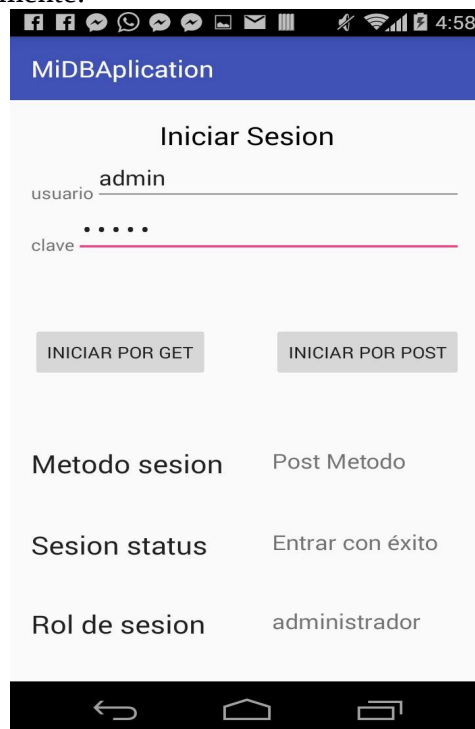 mente.
4:58
MiDBAplication
Iniciar Sesion
usuario admin
clave •••••
INICIAR POR GET INICIAR POR POST
Metodo sesion Post Metodo
Sesion status Entrar con éxito
Rol de sesion administrador